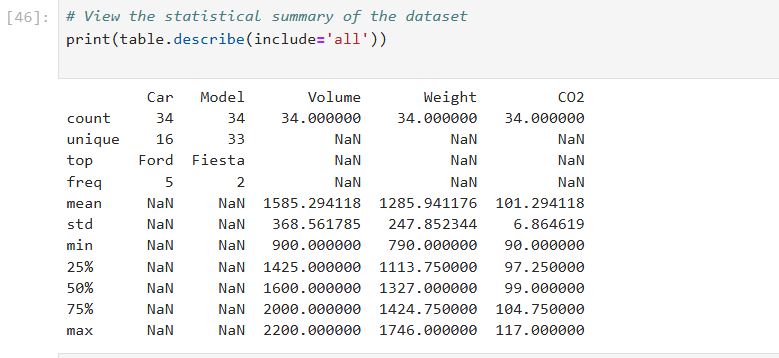 [46]: # View the statistical summary of the dataset
print(table.describe(include='all'))
Car Model Volume Weight CO2
count 34 34 34.000000 34.000000 34.000000
unique 16 33 NaN NaN NaN
top Ford Fiesta NaN NaN NaN
freq 5 2 NaN NaN NaN
mean NaN NaN 1585.294118 1285.941176 101.294118
std NaN NaN 368.561785 247.852344 6.864619
min NaN NaN 900.000000 790.000000 90.000000
25% NaN NaN 1425.000000 1113.750000 97.250000
50% NaN NaN 1600.000000 1327.000000 99.000000
75% NaN NaN 2000.000000 1424.750000 104.750000
max NaN NaN 2200.000000 1746.000000 117.000000